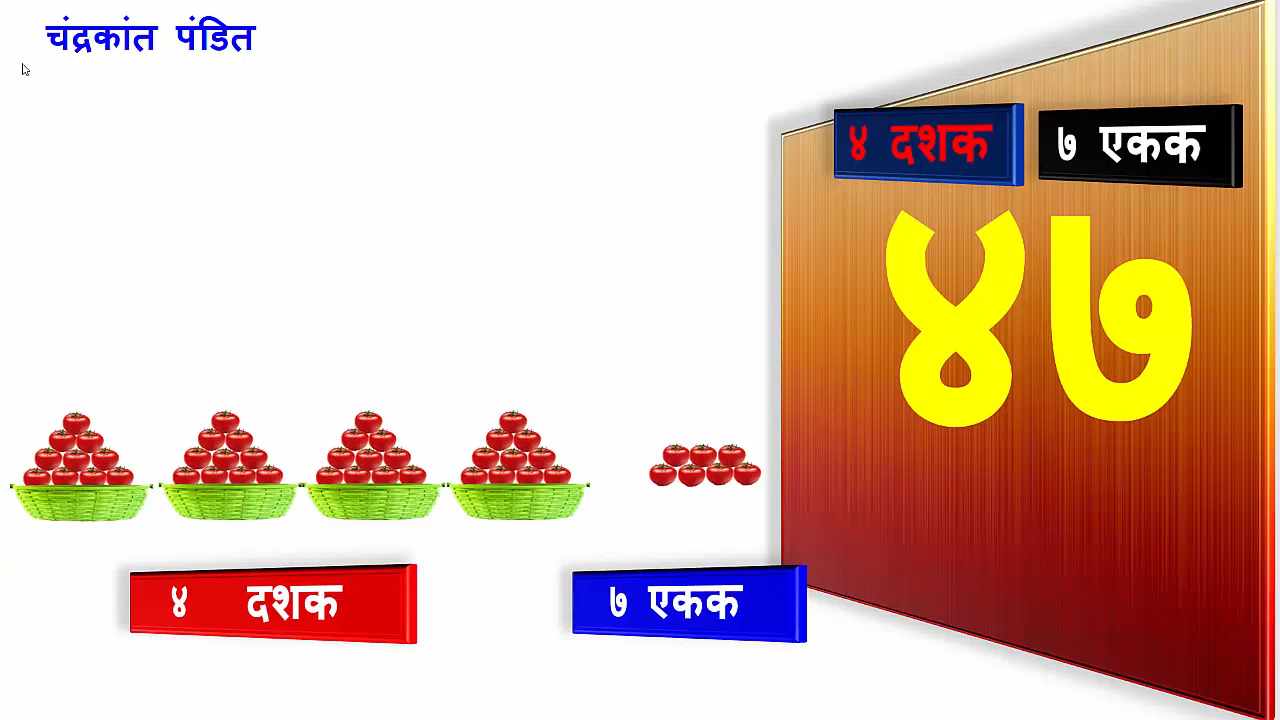 चंद्रकांत पंडित
४ दशक
७ एकक
४७
४ दशक
७ एकक